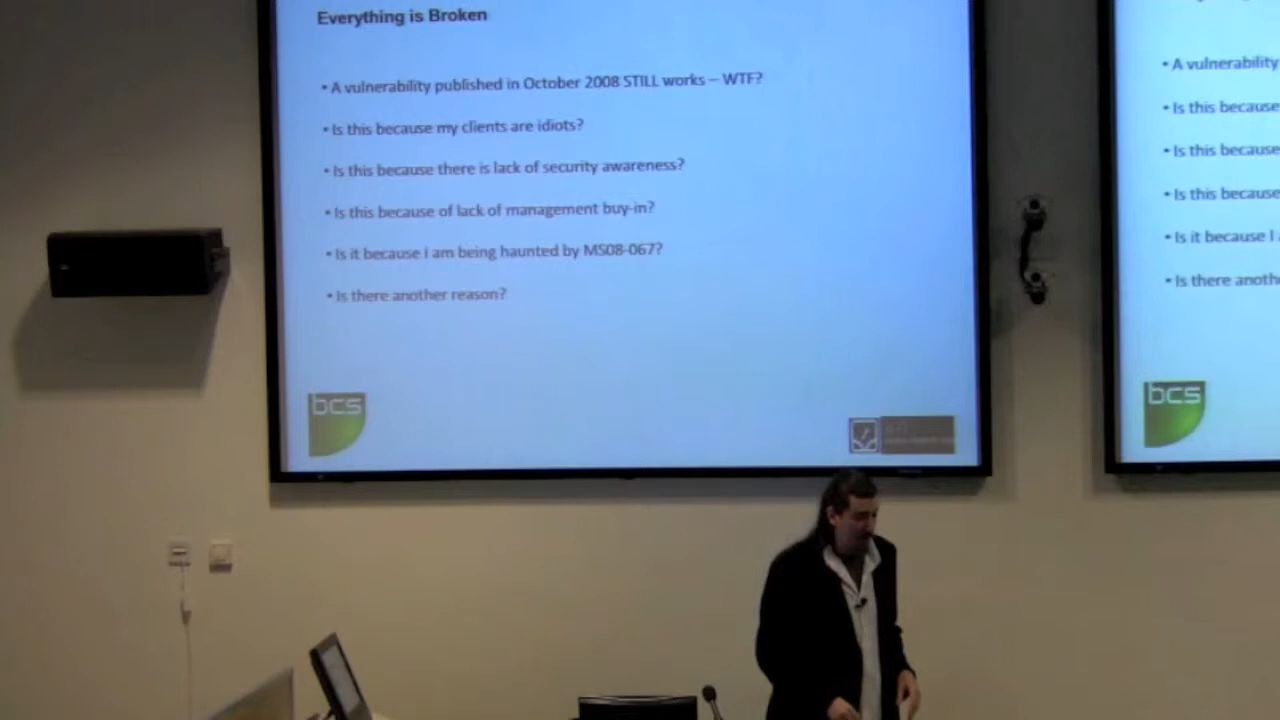 Everything is Broken
• A vulnerability published in October 2008 STILL works – WTF?
• Is this because my clients are idiots?
• Is this because there is lack of security awareness?
• Is this because of lack of management buy-in?
• Is it because I am being haunted by MS08-067?
• Is there another reason?
bcs
• A vulnerability
• Is this because
• Is this because
• Is this because
• Is it because I
• Is there anoth
bcs